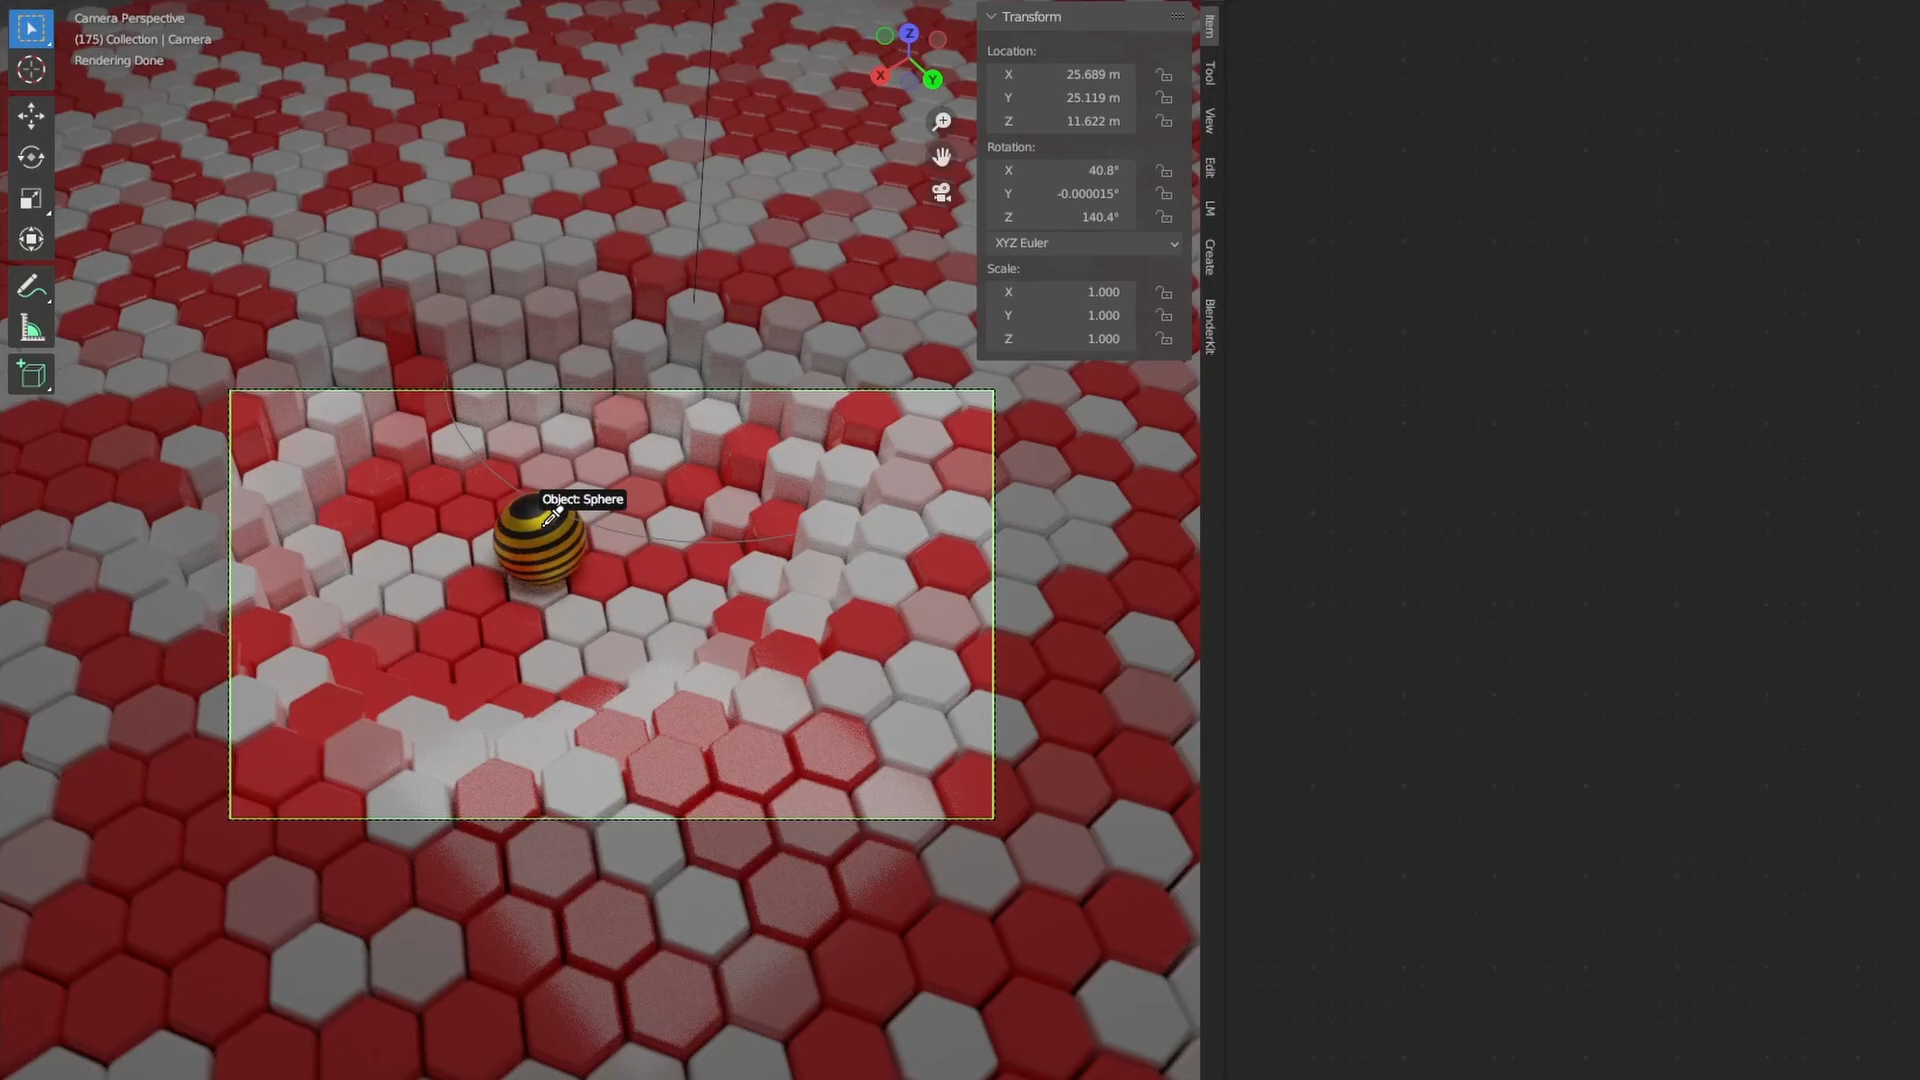 Camera Perspective
(175) Collection | Camera
Rendering Done
Z
X
Y
Transform
Location:
X 25.689 m
Y 25.119 m
Z 11.622 m
Rotation:
X 40.8°
Y -0.000015°
Z 140.4°
XYZ Euler
Scale:
X 1.000
Y 1.000
Z 1.000
Item
Tool
View
Edit
LM
Create
BlenderKit
Object: Sphere